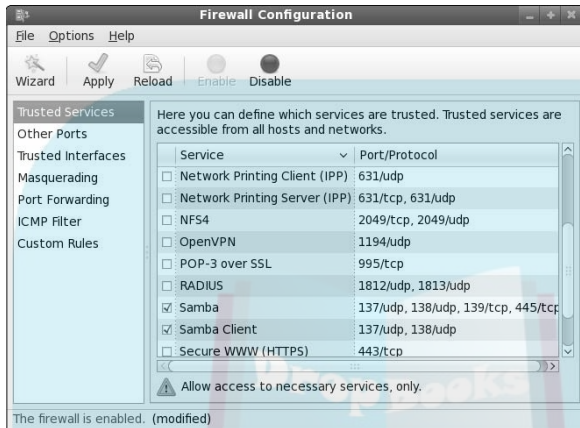 Firewall Configuration
File Options Help
Wizard Apply Reload Enable Disable
Trusted Services
Other Ports
Trusted Interfaces
Masquerading
Port Forwarding
ICMP Filter
Custom Rules
Here you can define which services are trusted. Trusted services are
accessible from all hosts and networks.
Service Port/Protocol
Network Printing Client (IPP) 631/udp
Network Printing Server (IPP) 631/tcp, 631/udp
NFS4 2049/tcp, 2049/udp
OpenVPN 1194/udp
POP-3 over SSL 995/tcp
RADIUS 1812/udp, 1813/udp
Samba 137/udp, 138/udp, 139/tcp, 445/tcp
Samba Client 137/udp, 138/udp
Secure WWW (HTTPS) 443/tcp
Allow access to necessary services, only.
DropBooks
The firewall is enabled. (modified)